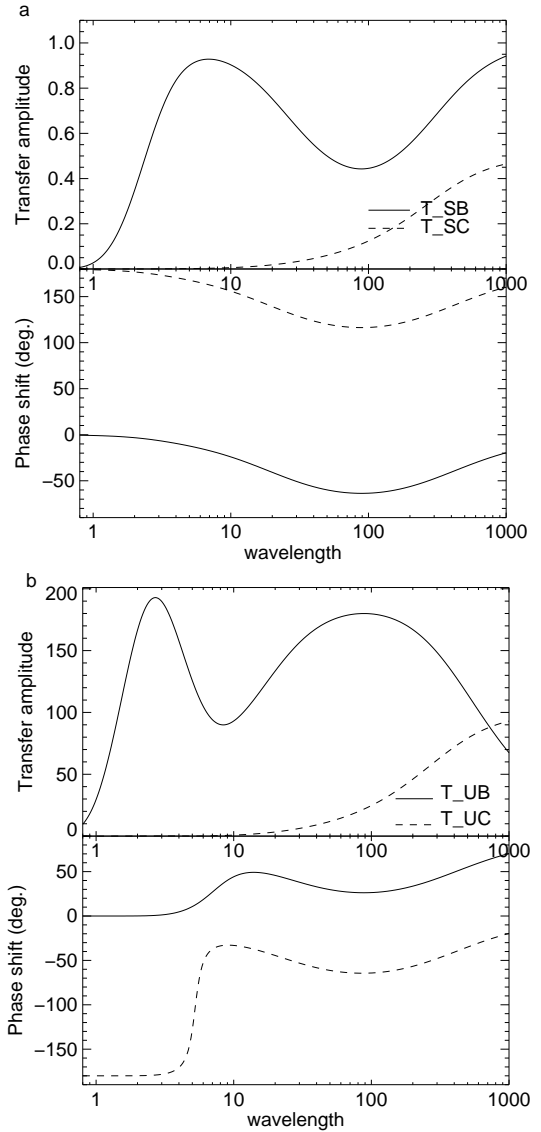 a
1.0
0.8
0.6
0.4
0.2
0.0
Transfer amplitude
T_SB
T_SC
1 10 100 1000
150
100
50
0
−50
Phase shift (deg.)
1 10 100 1000
wavelength
b
200
150
100
50
0
Transfer amplitude
T_UB
T_UC
1 10 100 1000
50
0
−50
−100
−150
Phase shift (deg.)
1 10 100 1000
wavelength